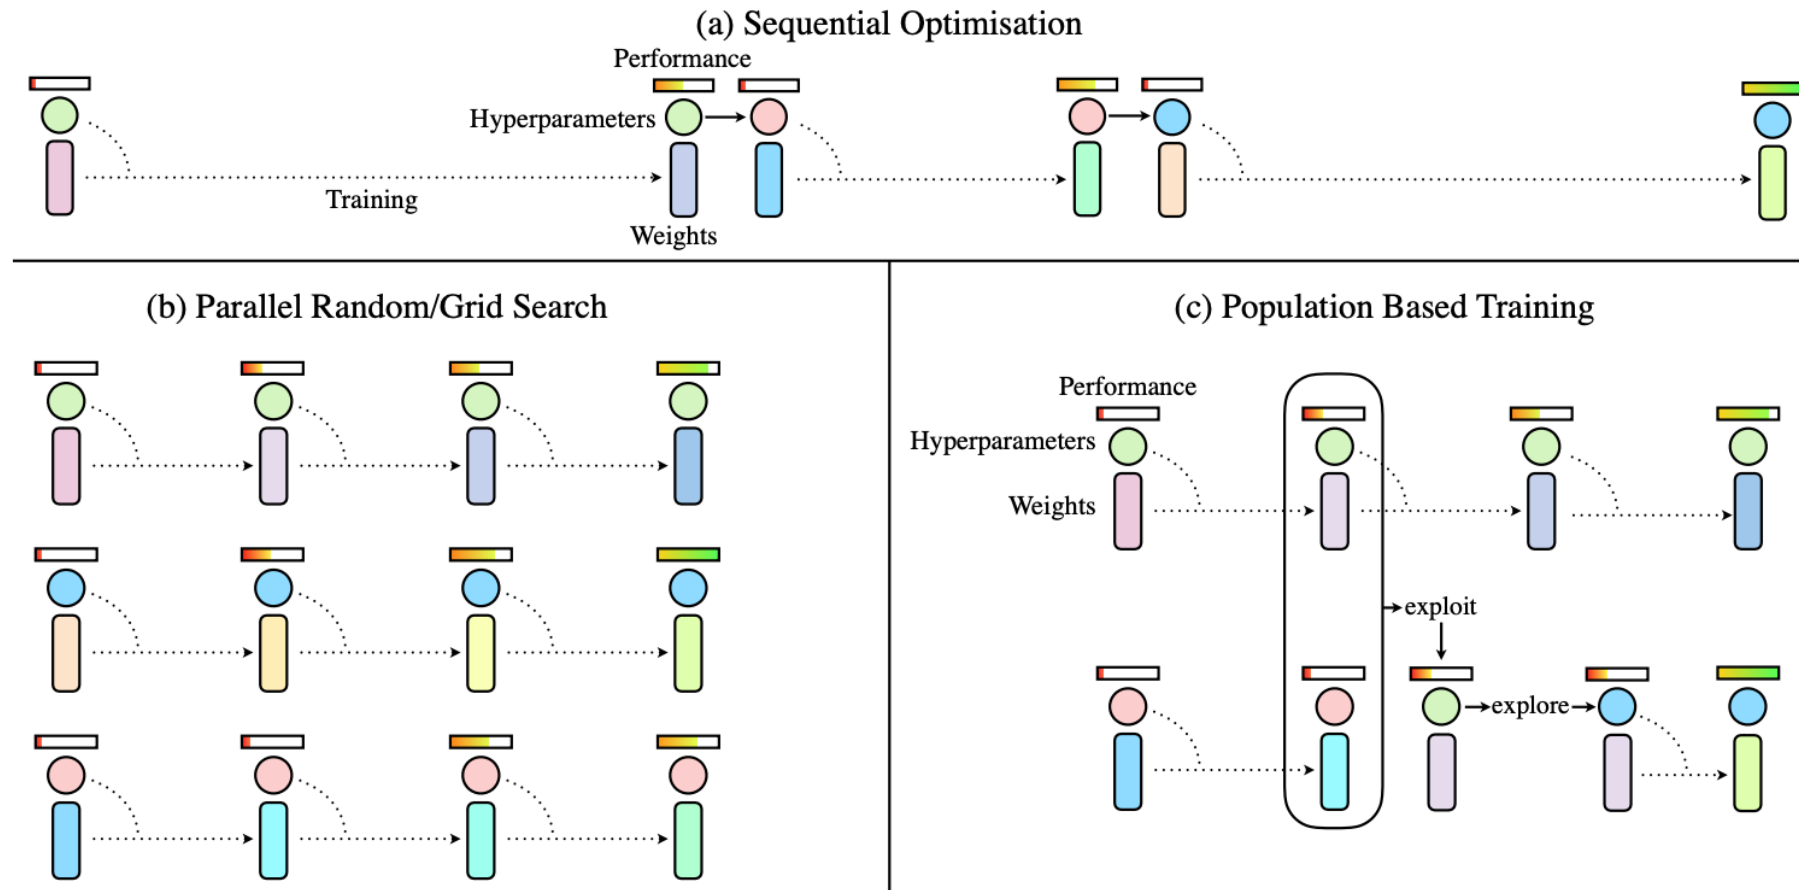 (a) Sequential Optimisation
Performance
Hyperparameters
Training
Weights
(b) Parallel Random/Grid Search
(c) Population Based Training
Performance
Hyperparameters
Weights
exploit
explore